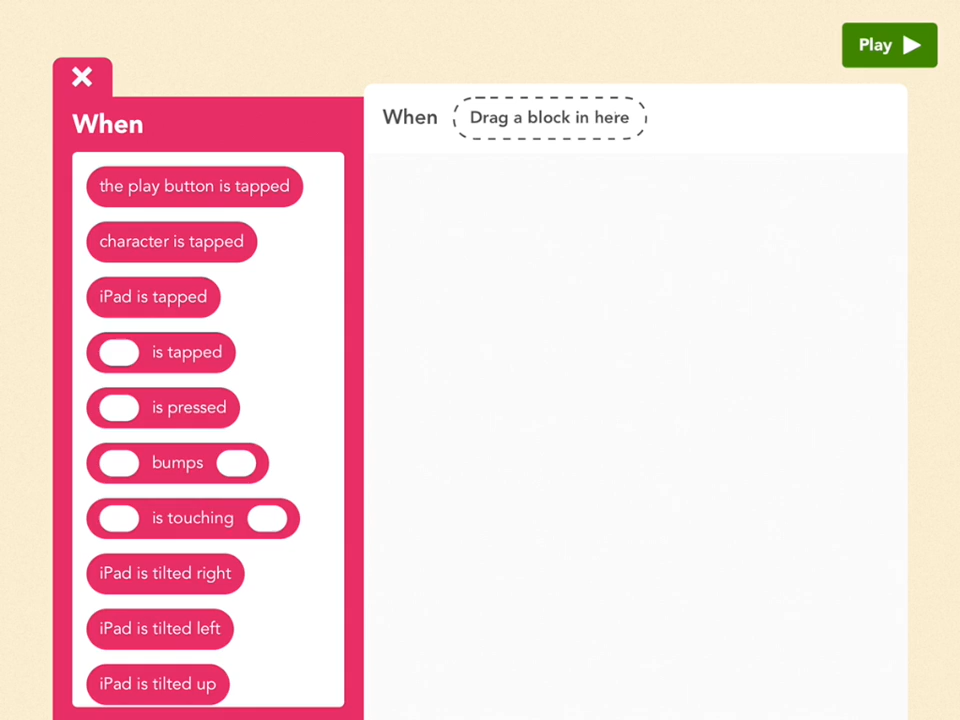 Play
When
When Drag a block in here
the play button is tapped
character is tapped
iPad is tapped
is tapped
is pressed
bumps
is touching
iPad is tilted right
iPad is tilted left
iPad is tilted up